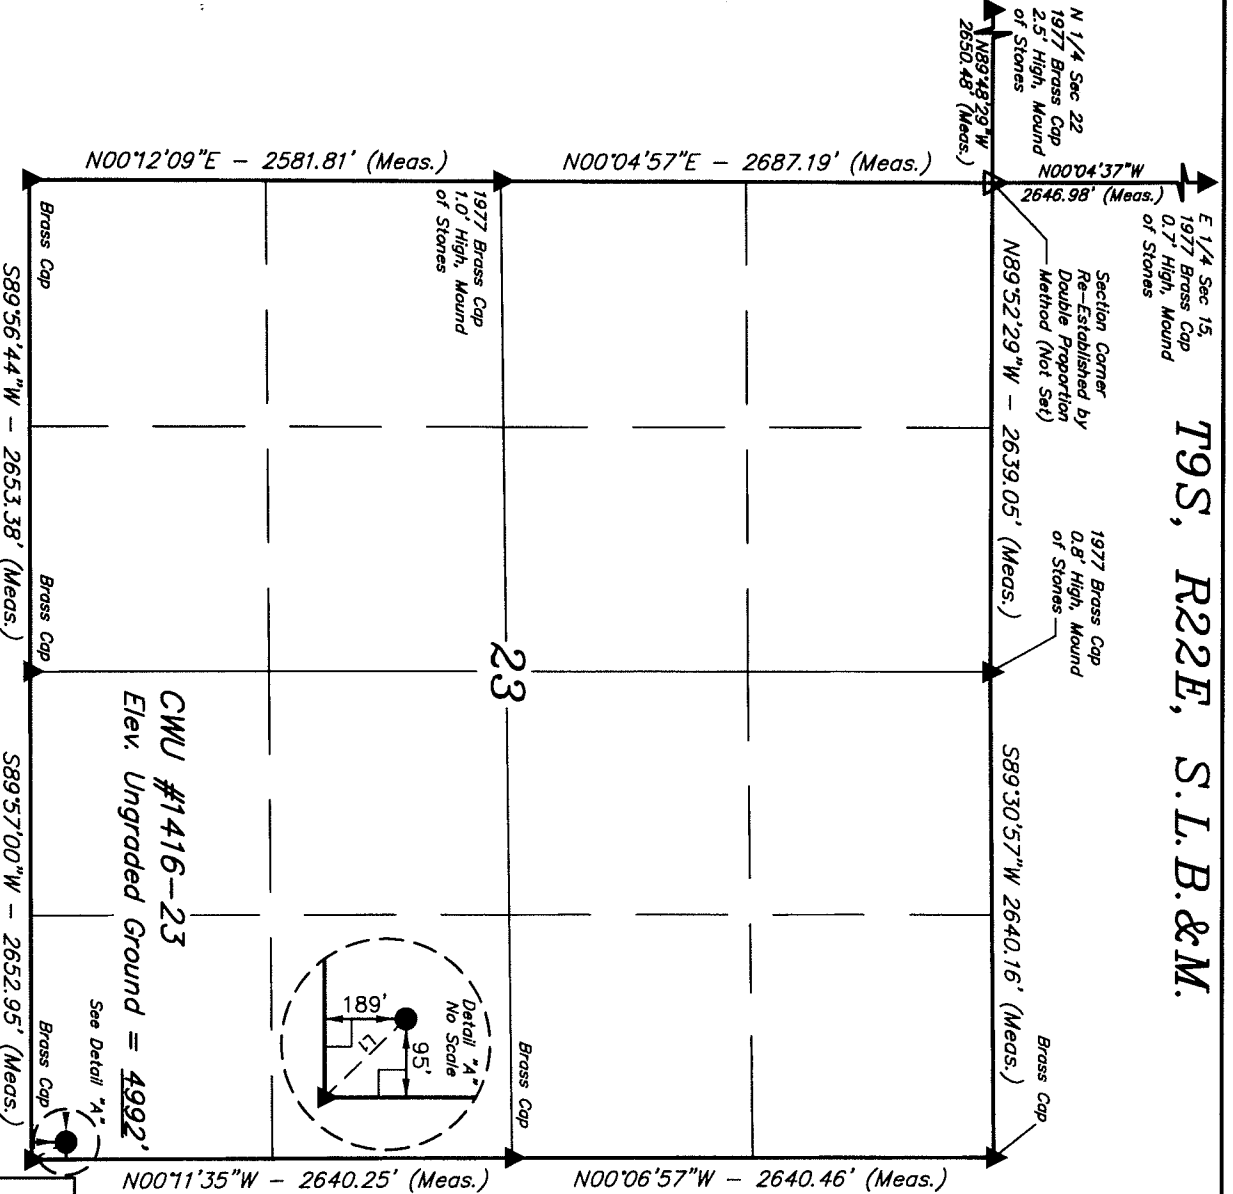 T9S, R22E, S.L.B.&M.
E 1/4 Sec 15,
1977 Brass Cap
0.7' High, Mound
of Stones
N 1/4 Sec 22
1977 Brass Cap
2.5' High, Mound
of Stones
N00°04'37"W
2646.98' (Meas.)
N89°48'29"W
2650.48' (Meas.)
Section Corner
Re-Established by
Double Proportion
Method (Not Set)
1977 Brass Cap
0.8' High, Mound
of Stones
Brass Cap
N89°52'29"W - 2639.05' (Meas.)
S89°30'57"W 2640.16' (Meas.)
N00°04'57"E - 2687.19' (Meas.)
N00°06'57"W - 2640.46' (Meas.)
1977 Brass Cap
1.0' High, Mound
of Stones
23
Brass Cap
Detail "A"
No Scale
95'
189'
L1
N00°12'09"E - 2581.81' (Meas.)
N00°11'35"W - 2640.25' (Meas.)
CWU #1416-23
Elev. Ungraded Ground = 4992'
See Detail "A"
Brass Cap
Brass Cap
Brass Cap
S89°56'44"W - 2653.38' (Meas.)
S89°57'00"W - 2652.95' (Meas.)